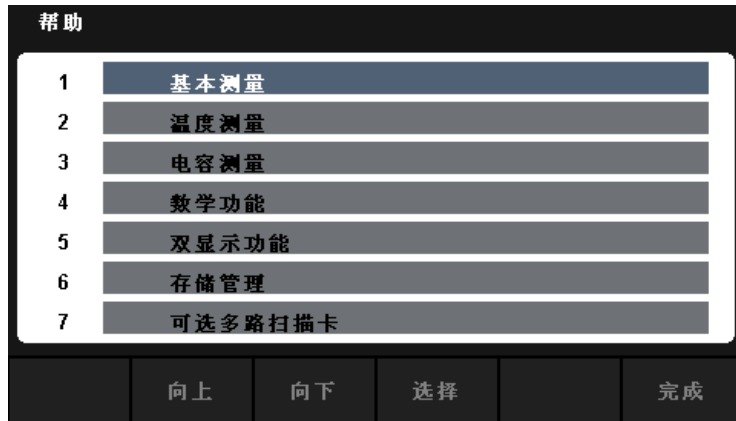 帮助
1 基本测量
2 温度测量
3 电容测量
4 数学功能
5 双显示功能
6 存储管理
7 可选多路扫描卡
向上 向下 选择 完成